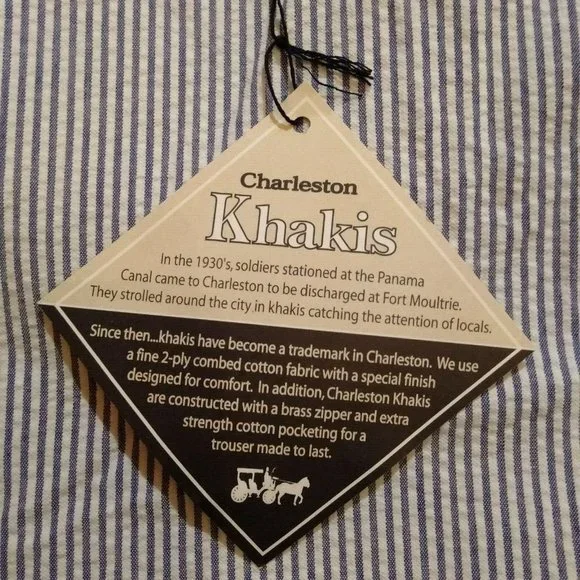 Charleston
Khakis
In the 1930's, soldiers stationed at the Panama
Canal came to Charleston to be discharged at Fort Moultrie.
They strolled around the city in khakis catching the attention of locals.
Since then...khakis have become a trademark in Charleston. We use
a fine 2-ply combed cotton fabric with a special finish
designed for comfort. In addition, Charleston Khakis
are constructed with a brass zipper and extra
strength cotton pocketing for a
trouser made to last.